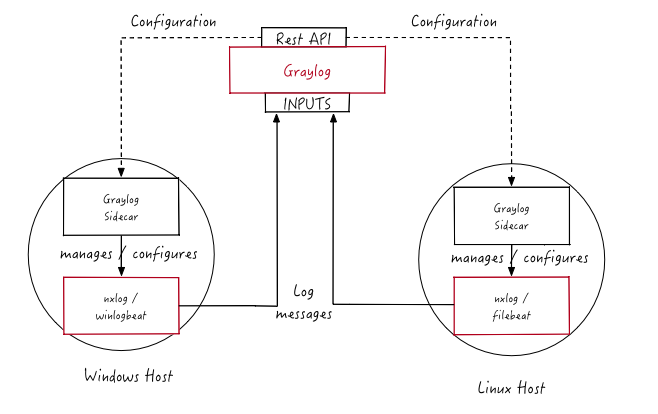 Configuration
Configuration
Rest API
Graylog
INPUTS
Graylog
Sidecar
manages / configures
nxlog /
winlogbeat
Windows Host
Log
messages
Graylog
Sidecar
manages / configures
nxlog /
filebeat
Linux Host